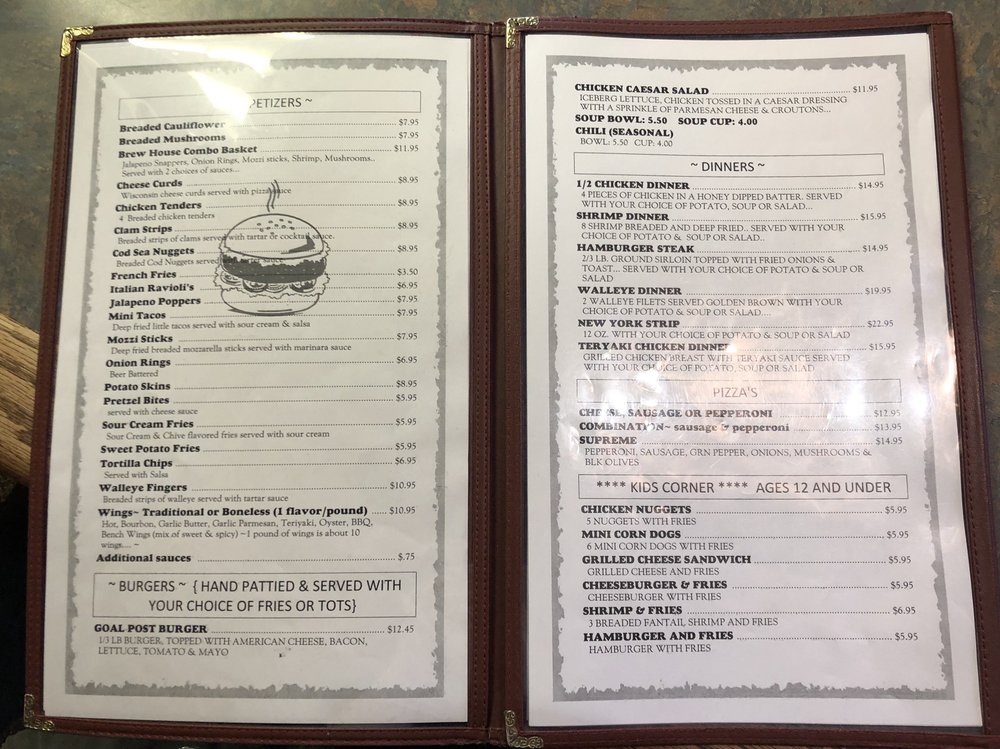 PETIZERS ~
Breaded Cauliflower $7.95
Breaded Mushrooms $7.95
Brew House Combo Basket $11.95
Jalapeno Snappers, Onion Rings, Mozzi sticks, Shrimp, Mushrooms..
Served with 2 choices of sauces...
Cheese Curds $8.95
Wisconsin cheese curds served with pizza sauce
Chicken Tenders $8.95
4 Breaded chicken tenders
Clam Strips $8.95
Breaded strips of clams served with tartar or cocktail sauce.
Cod Sea Nuggets $8.95
Breaded Cod Nuggets served tartar sauce
French Fries $3.50
Italian Ravioli's $6.95
Jalapeno Poppers $7.95
Mini Tacos $7.95
Deep fried little tacos served with sour cream & salsa
Mozzi Sticks $7.95
Deep fried breaded mozzarella sticks served with marinara sauce
Onion Rings $6.95
Beer Battered
Potato Skins $8.95
Pretzel Bites $5.95
served with cheese sauce
Sour Cream Fries $5.95
Sour Cream & Chive flavored fries served with sour cream
Sweet Potato Fries $5.95
Tortilla Chips $6.95
Served with Salsa
Walleye Fingers $10.95
Breaded strips of walleye served with tartar sauce
Wings~ Traditional or Boneless (1 flavor/pound) $10.95
Hot, Bourbon, Garlic Butter, Garlic Parmesan, Teriyaki, Oyster, BBQ,
Bench Wings (mix of sweet & spicy) ~1 pound of wings is about 10
wings.... ~
Additional sauces $.75
~ BURGERS ~ { HAND PATTIED & SERVED WITH
YOUR CHOICE OF FRIES OR TOTS}
GOAL POST BURGER $12.45
1/3 LB BURGER, TOPPED WITH AMERICAN CHEESE, BACON,
LETTUCE, TOMATO & MAYO
CHICKEN CAESAR SALAD $11.95
ICEBERG LETTUCE, CHICKEN TOSSED IN A CAESAR DRESSING
WITH A SPRINKLE OF PARMESAN CHEESE & CROUTONS...
SOUP BOWL: 5.50 SOUP CUP: 4.00
CHILI (SEASONAL)
BOWL: 5.50 CUP: 4.00
~ DINNERS ~
1/2 CHICKEN DINNER $14.95
4 PIECES OF CHICKEN IN A HONEY DIPPED BATTER. SERVED
WITH YOUR CHOICE OF POTATO, SOUP OR SALAD...
SHRIMP DINNER $15.95
8 SHRIMP BREADED AND DEEP FRIED.. SERVED WITH YOUR
CHOICE OF POTATO & SOUP OR SALAD..
HAMBURGER STEAK $14.95
2/3 LB. GROUND SIRLOIN TOPPED WITH FRIED ONIONS &
TOAST... SERVED WITH YOUR CHOICE OF POTATO & SOUP OR
SALAD
WALLEYE DINNER $19.95
2 WALLEYE FILETS SERVED GOLDEN BROWN WITH YOUR
CHOICE OF POTATO & SOUP OR SALAD....
NEW YORK STRIP $22.95
12 OZ. WITH YOUR CHOICE OF POTATO & SOUP OR SALAD
TERYAKI CHICKEN DINNER $15.95
GRILLED CHICKEN BREAST WITH TERYAKI SAUCE SERVED
WITH YOUR CHOICE OF POTATO, SOUP OR SALAD.
PIZZA'S
CHEESE, SAUSAGE OR PEPPERONI $12.95
COMBINATION~ sausage & pepperoni $13.95
SUPREME $14.95
PEPPERONI, SAUSAGE, GRN PEPPER, ONIONS, MUSHROOMS &
BLK OLIVES
**** KIDS CORNER **** AGES 12 AND UNDER
CHICKEN NUGGETS $5.95
5 NUGGETS WITH FRIES
MINI CORN DOGS $5.95
6 MINI CORN DOGS WITH FRIES
GRILLED CHEESE SANDWICH $5.95
GRILLED CHEESE AND FRIES
CHEESEBURGER & FRIES $5.95
CHEESEBURGER WITH FRIES
SHRIMP & FRIES $6.95
3 BREADED FANTAIL SHRIMP AND FRIES
HAMBURGER AND FRIES $5.95
HAMBURGER WITH FRIES